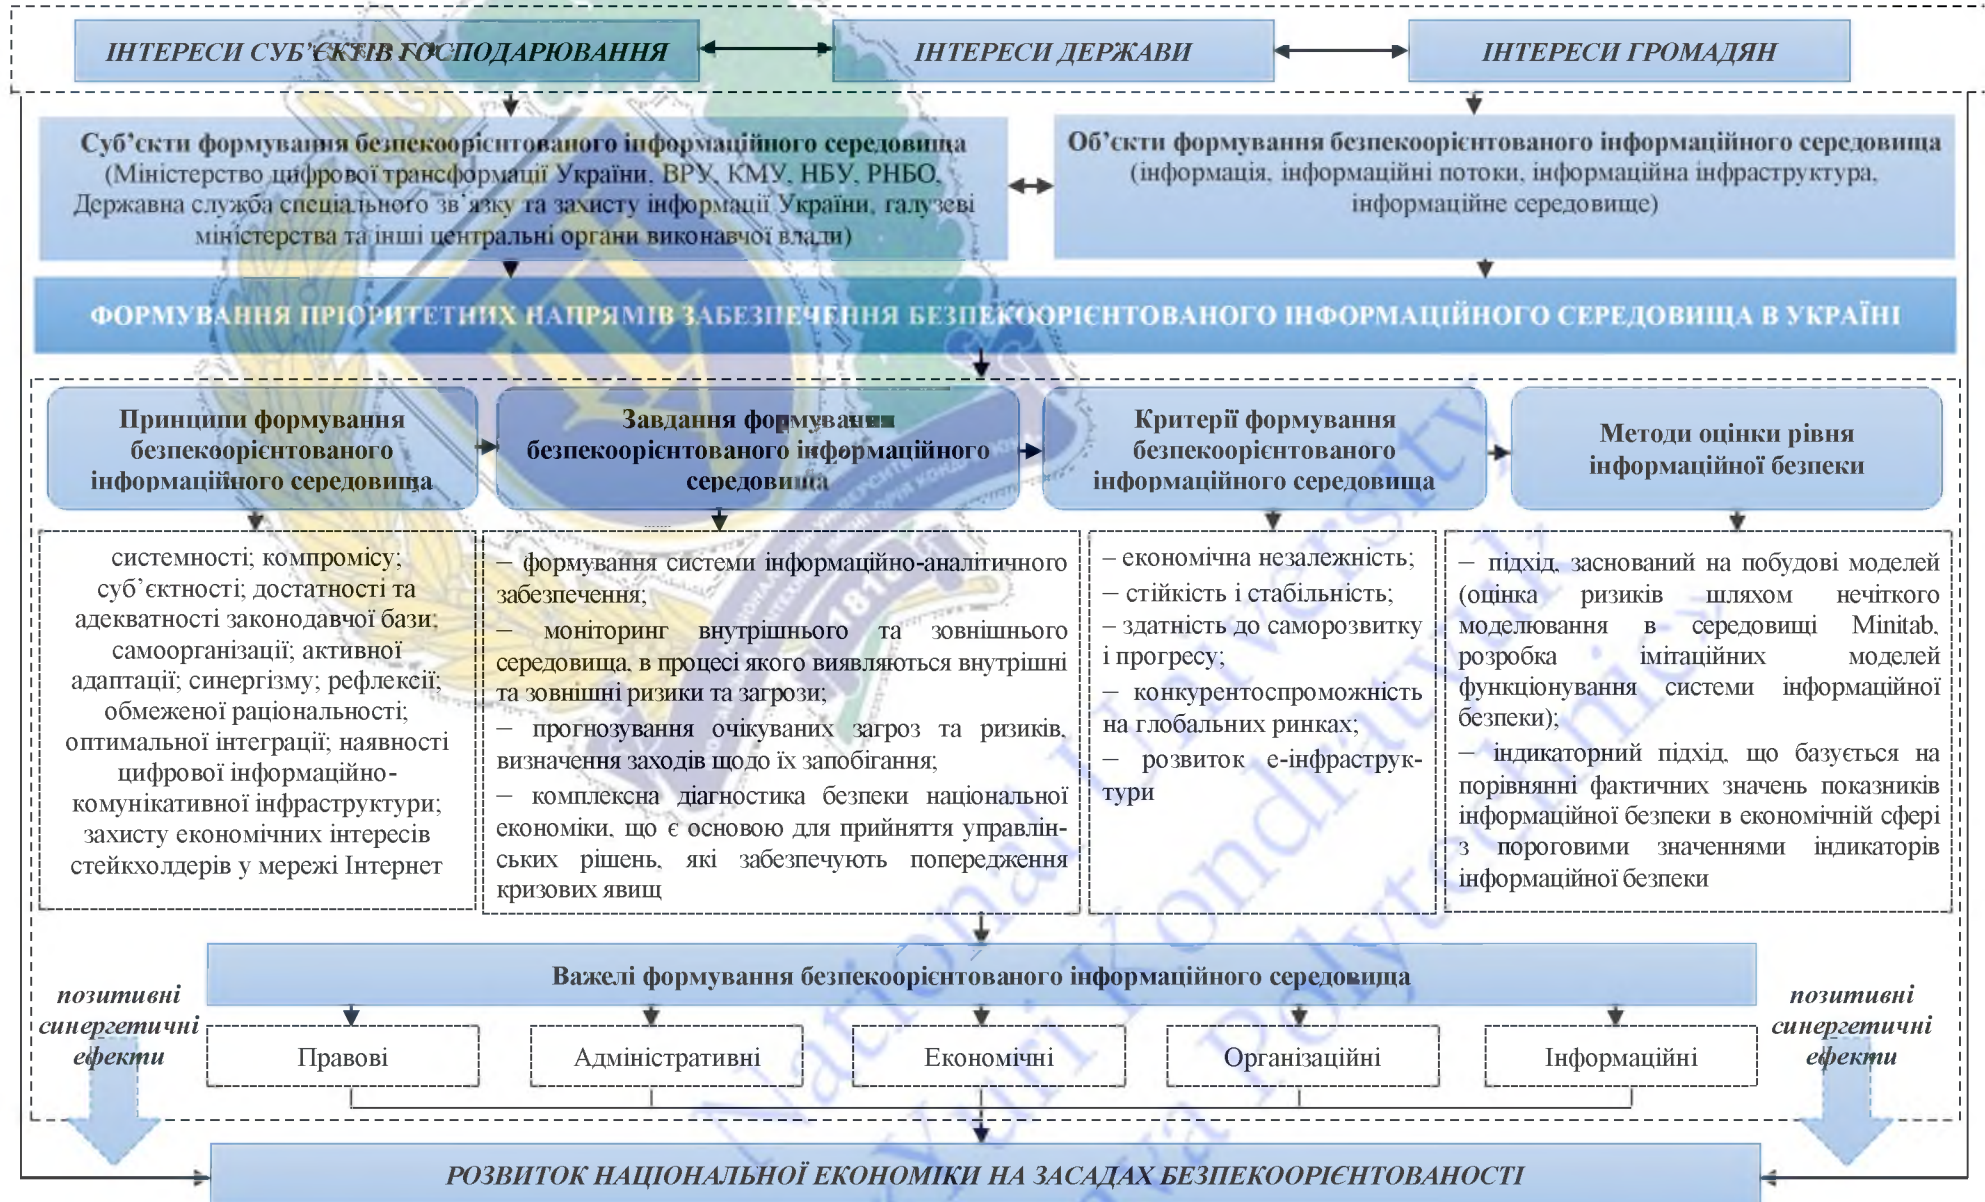 ІНТЕРЕСИ СУБ’ЄКТІВ ГОСПОДАРЮВАННЯ
ІНТЕРЕСИ ДЕРЖАВИ
ІНТЕРЕСИ ГРОМАДЯН
Суб’єкти формування безпекоорієнтованого інформаційного середовища
(Міністерство цифрової трансформації України, ВРУ, КМУ, НБУ, РНБО,
Державна служба спеціального зв’язку та захисту інформації України, галузеві
міністерства та інші центральні органи виконавчої влади)
Об’єкти формування безпекоорієнтованого інформаційного середовища
(інформація, інформаційні потоки, інформаційна інфраструктура,
інформаційне середовище)
ФОРМУВАННЯ ПРІОРИТЕТНИХ НАПРЯМІВ ЗАБЕЗПЕЧЕННЯ БЕЗПЕКООРІЄНТОВАНОГО ІНФОРМАЦІЙНОГО СЕРЕДОВИЩА В УКРАЇНІ
Принципи формування
безпекоорієнтованого
інформаційного середовища
Завдання формування
безпекоорієнтованого інформаційного
середовища
Критерії формування
безпекоорієнтованого
інформаційного середовища
Методи оцінки рівня
інформаційної безпеки
системності; компромісу;
суб’єктності; достатності та
адекватності законодавчої бази;
самоорганізації; активної
адаптації; синергізму; рефлексії;
обмеженої раціональності;
оптимальної інтеграції; наявності
цифрової інформаційно-
комунікативної інфраструктури;
захисту економічних інтересів
стейкхолдерів у мережі Інтернет
– формування системи інформаційно-аналітичного
забезпечення;
– моніторинг внутрішнього та зовнішнього
середовища, в процесі якого виявляються внутрішні
та зовнішні ризики та загрози;
– прогнозування очікуваних загроз та ризиків,
визначення заходів щодо їх запобігання;
– комплексна діагностика безпеки національної
економіки, що є основою для прийняття управлін-
ських рішень, які забезпечують попередження
кризових явищ
– економічна незалежність;
– стійкість і стабільність;
– здатність до саморозвитку
і прогресу;
– конкурентоспроможність
на глобальних ринках;
– розвиток е-інфраструк-
тури
– підхід, заснований на побудові моделей
(оцінка ризиків шляхом нечіткого
моделювання в середовищі Minitab,
розробка імітаційних моделей
функціонування системи інформаційної
безпеки);
– індикаторний підхід, що базується на
порівнянні фактичних значень показників
інформаційної безпеки в економічній сфері
з пороговими значеннями індикаторів
інформаційної безпеки
Важелі формування безпекоорієнтованого інформаційного середовища
позитивні
синергетичні
ефекти
Правові
Адміністративні
Економічні
Організаційні
Інформаційні
позитивні
синергетичні
ефекти
РОЗВИТОК НАЦІОНАЛЬНОЇ ЕКОНОМІКИ НА ЗАСАДАХ БЕЗПЕКООРІЄНТОВАНОСТІ
National University
Yuri Kondratyuk
Polytechnic»
1818